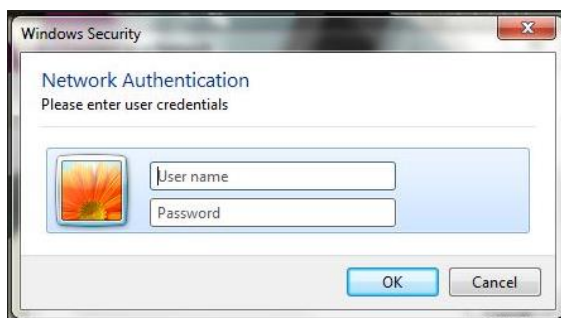 Windows Security
Network Authentication
Please enter user credentials
User name
Password
OK Cancel